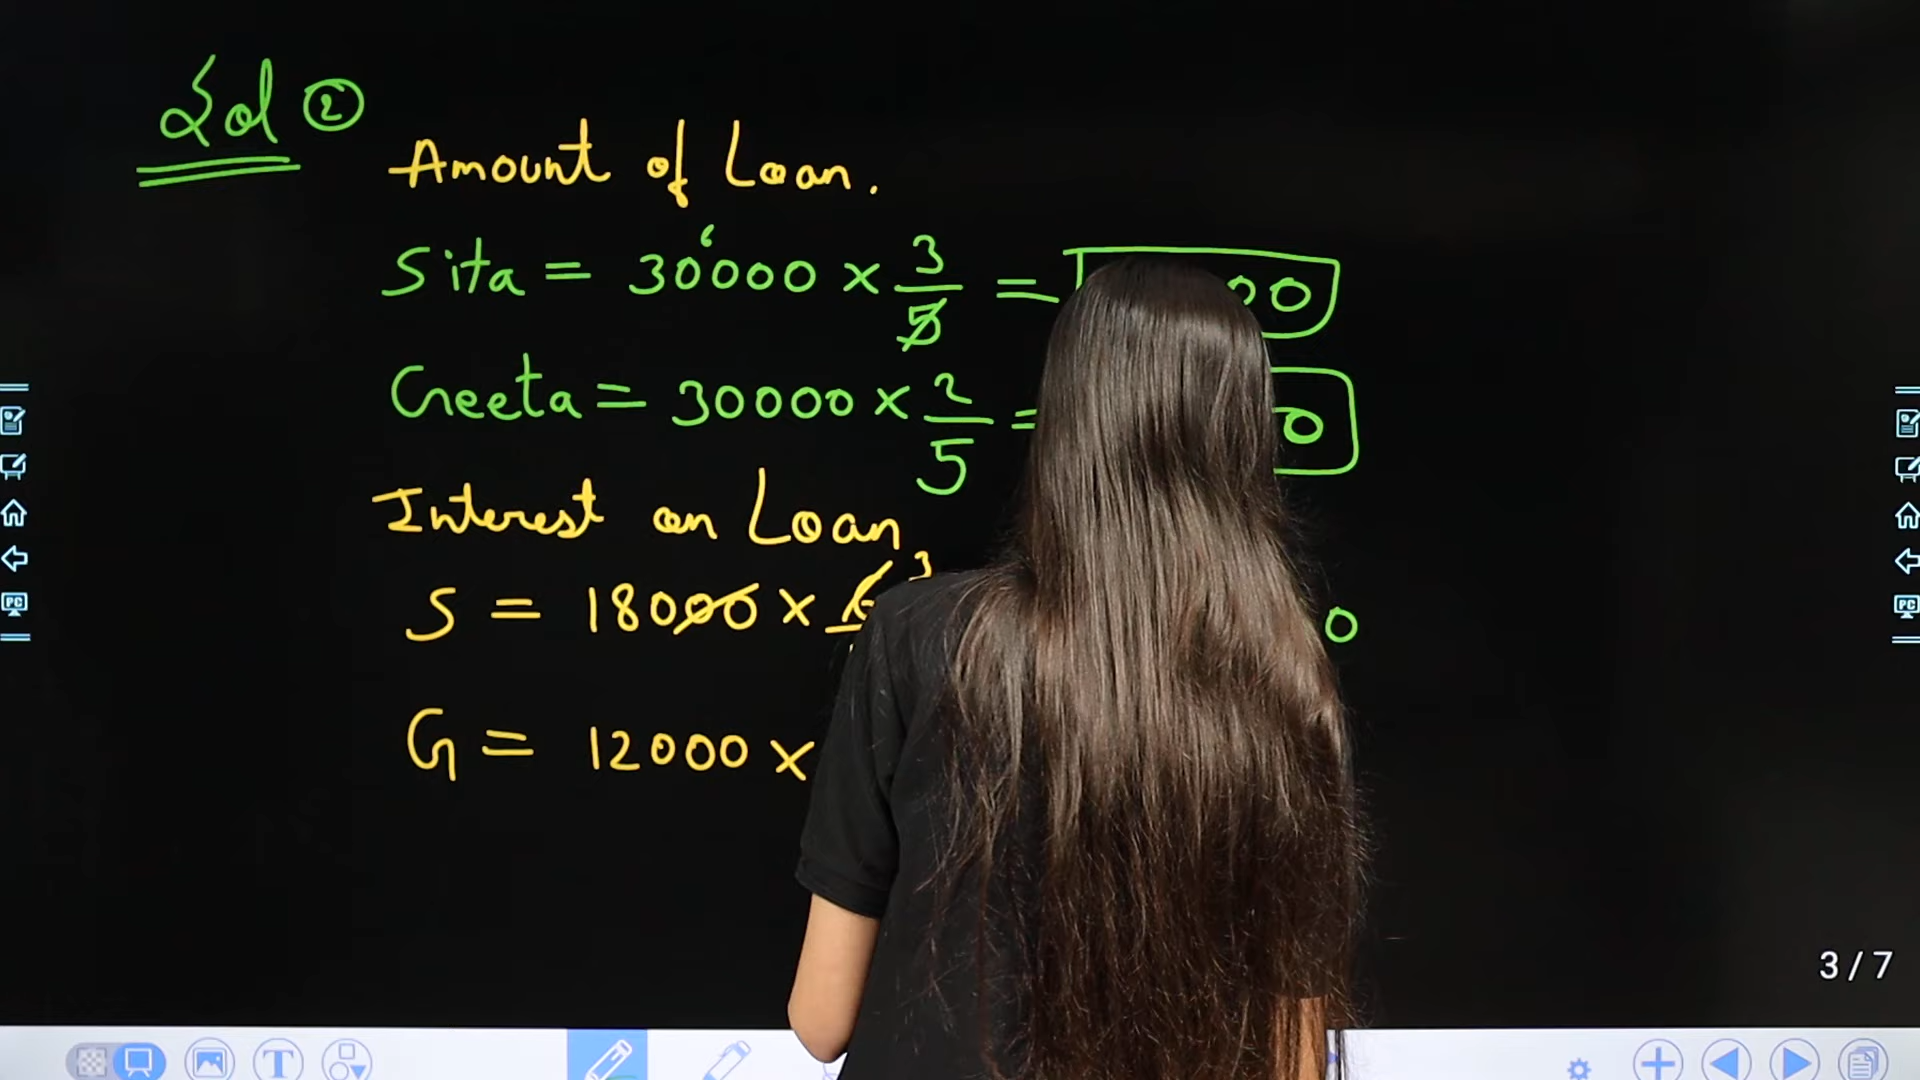 Sol ②
Amount of Loan.
Sita = 30000 × 3/5 =
Geeta = 30000 × 2/5 =
Interest on Loan
S = 18000 ×
G = 12000 ×
3 / 7